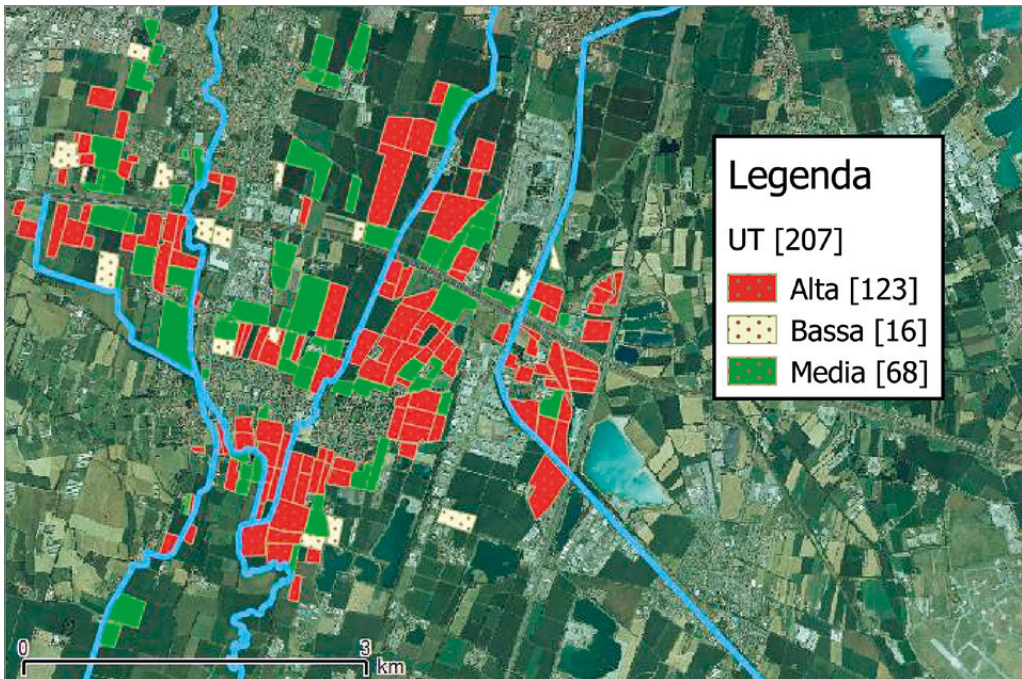 Legenda
UT [207]
Alta [123]
Bassa [16]
Media [68]
0 3
km